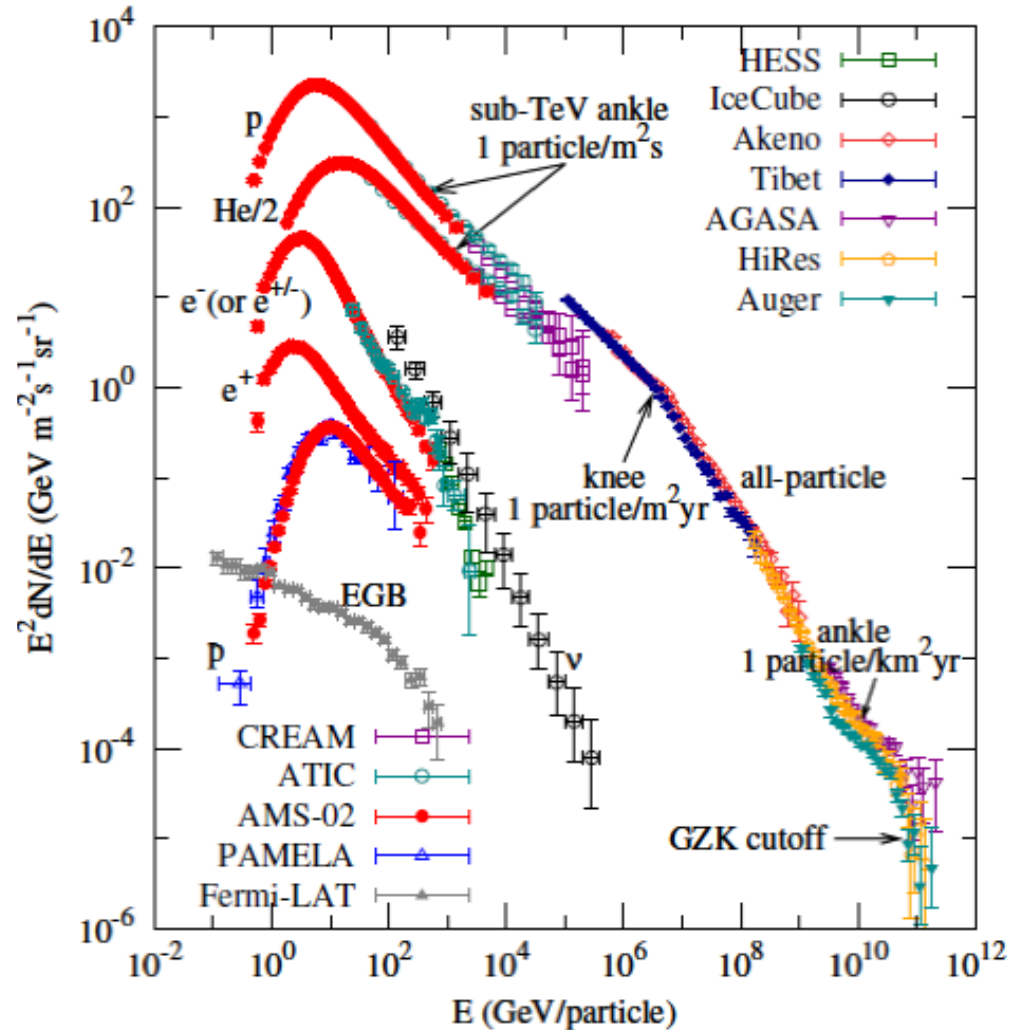 10^4
10^2
10^0
10^-2
10^-4
10^-6
E^2dN/dE (GeV m^-2s^-1sr^-1)
HESS
IceCube
Akeno
Tibet
AGASA
HiRes
Auger
sub-TeV ankle
1 particle/m^2s
p
He/2
e^-(or e^+/-)
e^+
knee
1 particle/m^2yr
all-particle
EGB
p
ν
ankle
1 particle/km^2yr
GZK cutoff
CREAM
ATIC
AMS-02
PAMELA
Fermi-LAT
10^-2 10^0 10^2 10^4 10^6 10^8 10^10 10^12
E (GeV/particle)